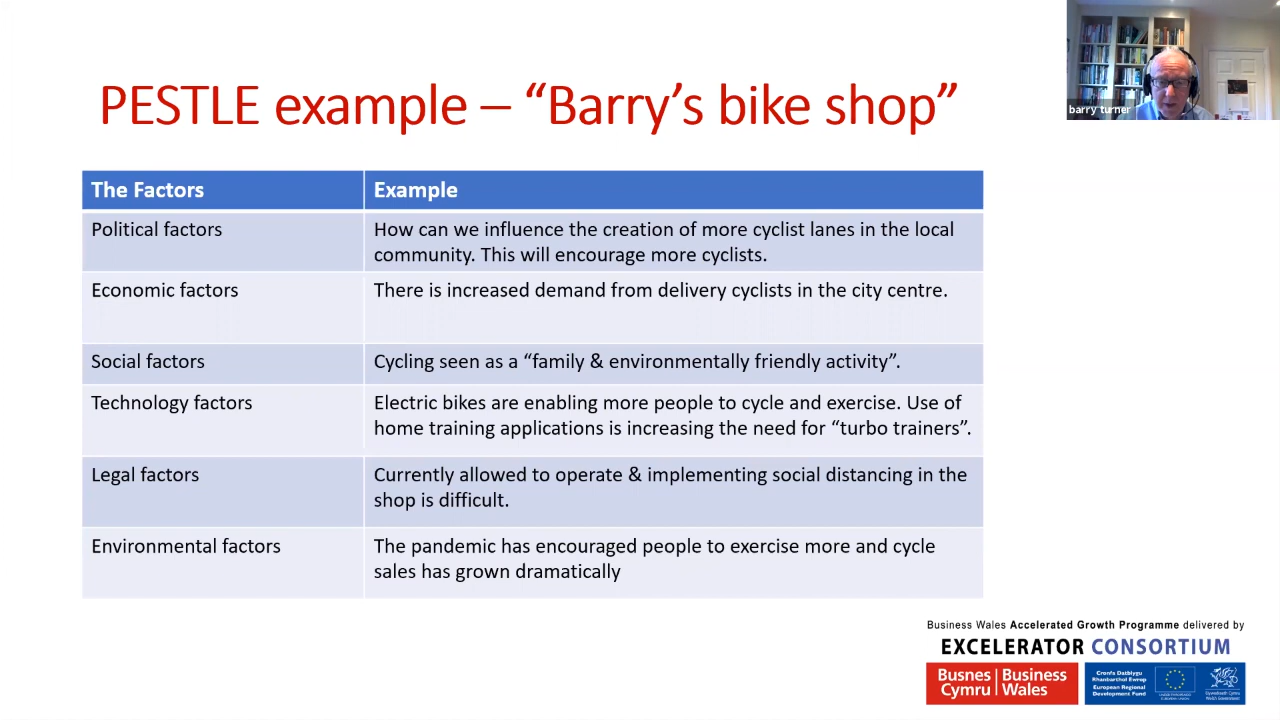 PESTLE example – “Barry’s bike shop”
barry turner
The Factors
Example
Political factors
How can we influence the creation of more cyclist lanes in the local
community. This will encourage more cyclists.
Economic factors
There is increased demand from delivery cyclists in the city centre.
Social factors
Cycling seen as a “family & environmentally friendly activity”.
Technology factors
Electric bikes are enabling more people to cycle and exercise. Use of
home training applications is increasing the need for “turbo trainers”.
Legal factors
Currently allowed to operate & implementing social distancing in the
shop is difficult.
Environmental factors
The pandemic has encouraged people to exercise more and cycle
sales has grown dramatically
Business Wales Accelerated Growth Programme delivered by
EXCELERATOR CONSORTIUM
Busnes Cymru
Business Wales
Cronfa Datblygu
Rhanbarthol Ewrop
European Regional
Development Fund
Llywodraeth Cymru
Welsh Government